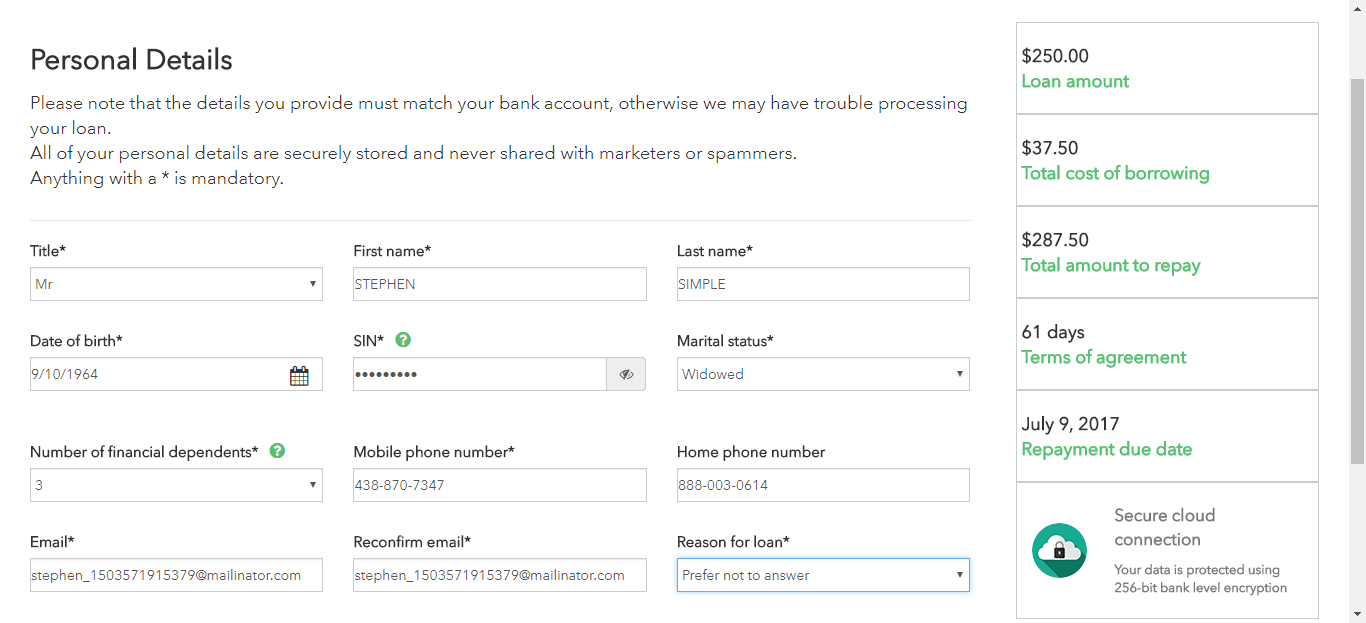 Personal Details
Please note that the details you provide must match your bank account, otherwise we may have trouble processing
your loan.
All of your personal details are securely stored and never shared with marketers or spammers.
Anything with a * is mandatory.
Title* First name* Last name*
Mr STEPHEN SIMPLE
Date of birth* SIN* ? Marital status*
9/10/1964 ••••••••• Widowed
Number of financial dependents* ? Mobile phone number* Home phone number
3 438-870-7347 888-003-0614
Email* Reconfirm email* Reason for loan*
stephen_1503571915379@mailinator.com stephen_1503571915379@mailinator.com Prefer not to answer
$250.00
Loan amount
$37.50
Total cost of borrowing
$287.50
Total amount to repay
61 days
Terms of agreement
July 9, 2017
Repayment due date
Secure cloud
connection
Your data is protected using
256-bit bank level encryption